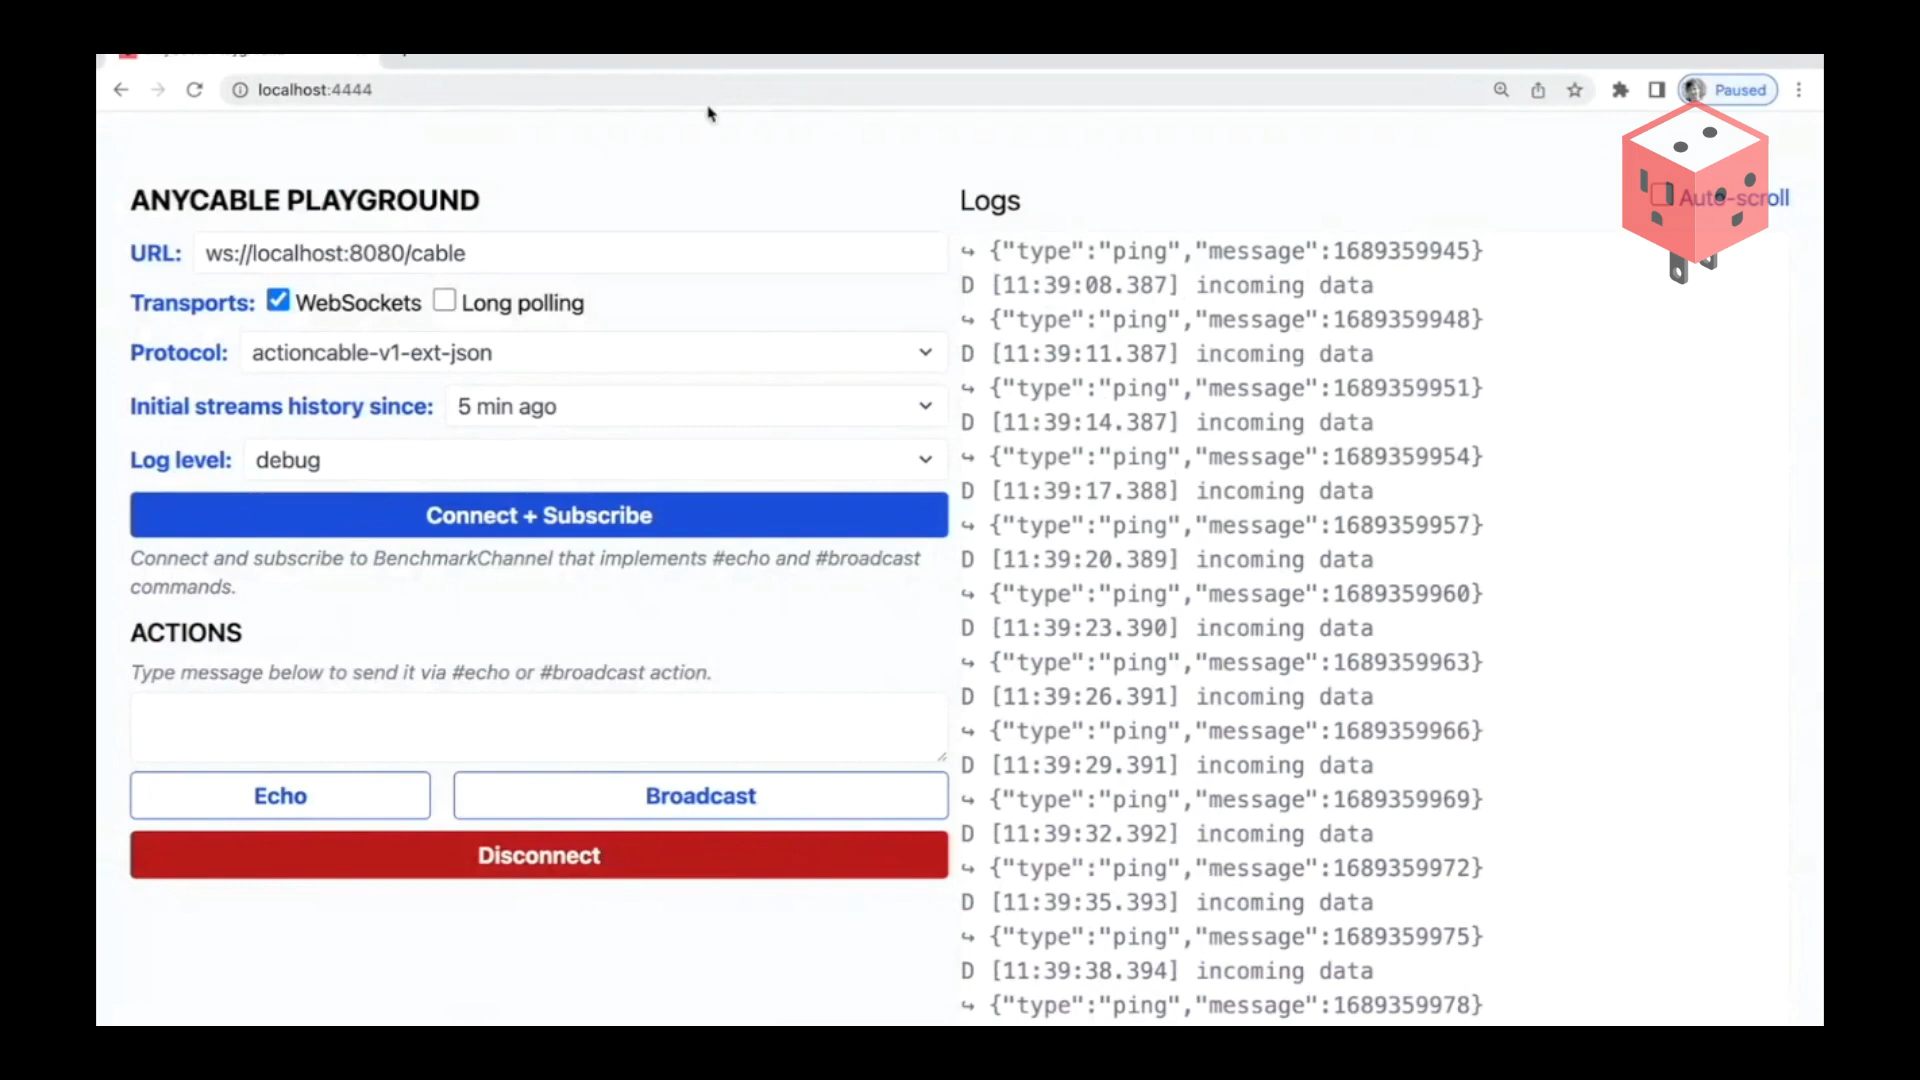 localhost:4444
Paused
ANYCABLE PLAYGROUND
URL: ws://localhost:8080/cable
Transports: WebSockets Long polling
Protocol: actioncable-v1-ext-json
Initial streams history since: 5 min ago
Log level: debug
Connect + Subscribe
Connect and subscribe to BenchmarkChannel that implements #echo and #broadcast
commands.
ACTIONS
Type message below to send it via #echo or #broadcast action.
Echo
Broadcast
Disconnect
Logs
Auto-scroll
↪ {"type":"ping","message":1689359945}
D [11:39:08.387] incoming data
↪ {"type":"ping","message":1689359948}
D [11:39:11.387] incoming data
↪ {"type":"ping","message":1689359951}
D [11:39:14.387] incoming data
↪ {"type":"ping","message":1689359954}
D [11:39:17.388] incoming data
↪ {"type":"ping","message":1689359957}
D [11:39:20.389] incoming data
↪ {"type":"ping","message":1689359960}
D [11:39:23.390] incoming data
↪ {"type":"ping","message":1689359963}
D [11:39:26.391] incoming data
↪ {"type":"ping","message":1689359966}
D [11:39:29.391] incoming data
↪ {"type":"ping","message":1689359969}
D [11:39:32.392] incoming data
↪ {"type":"ping","message":1689359972}
D [11:39:35.393] incoming data
↪ {"type":"ping","message":1689359975}
D [11:39:38.394] incoming data
↪ {"type":"ping","message":1689359978}